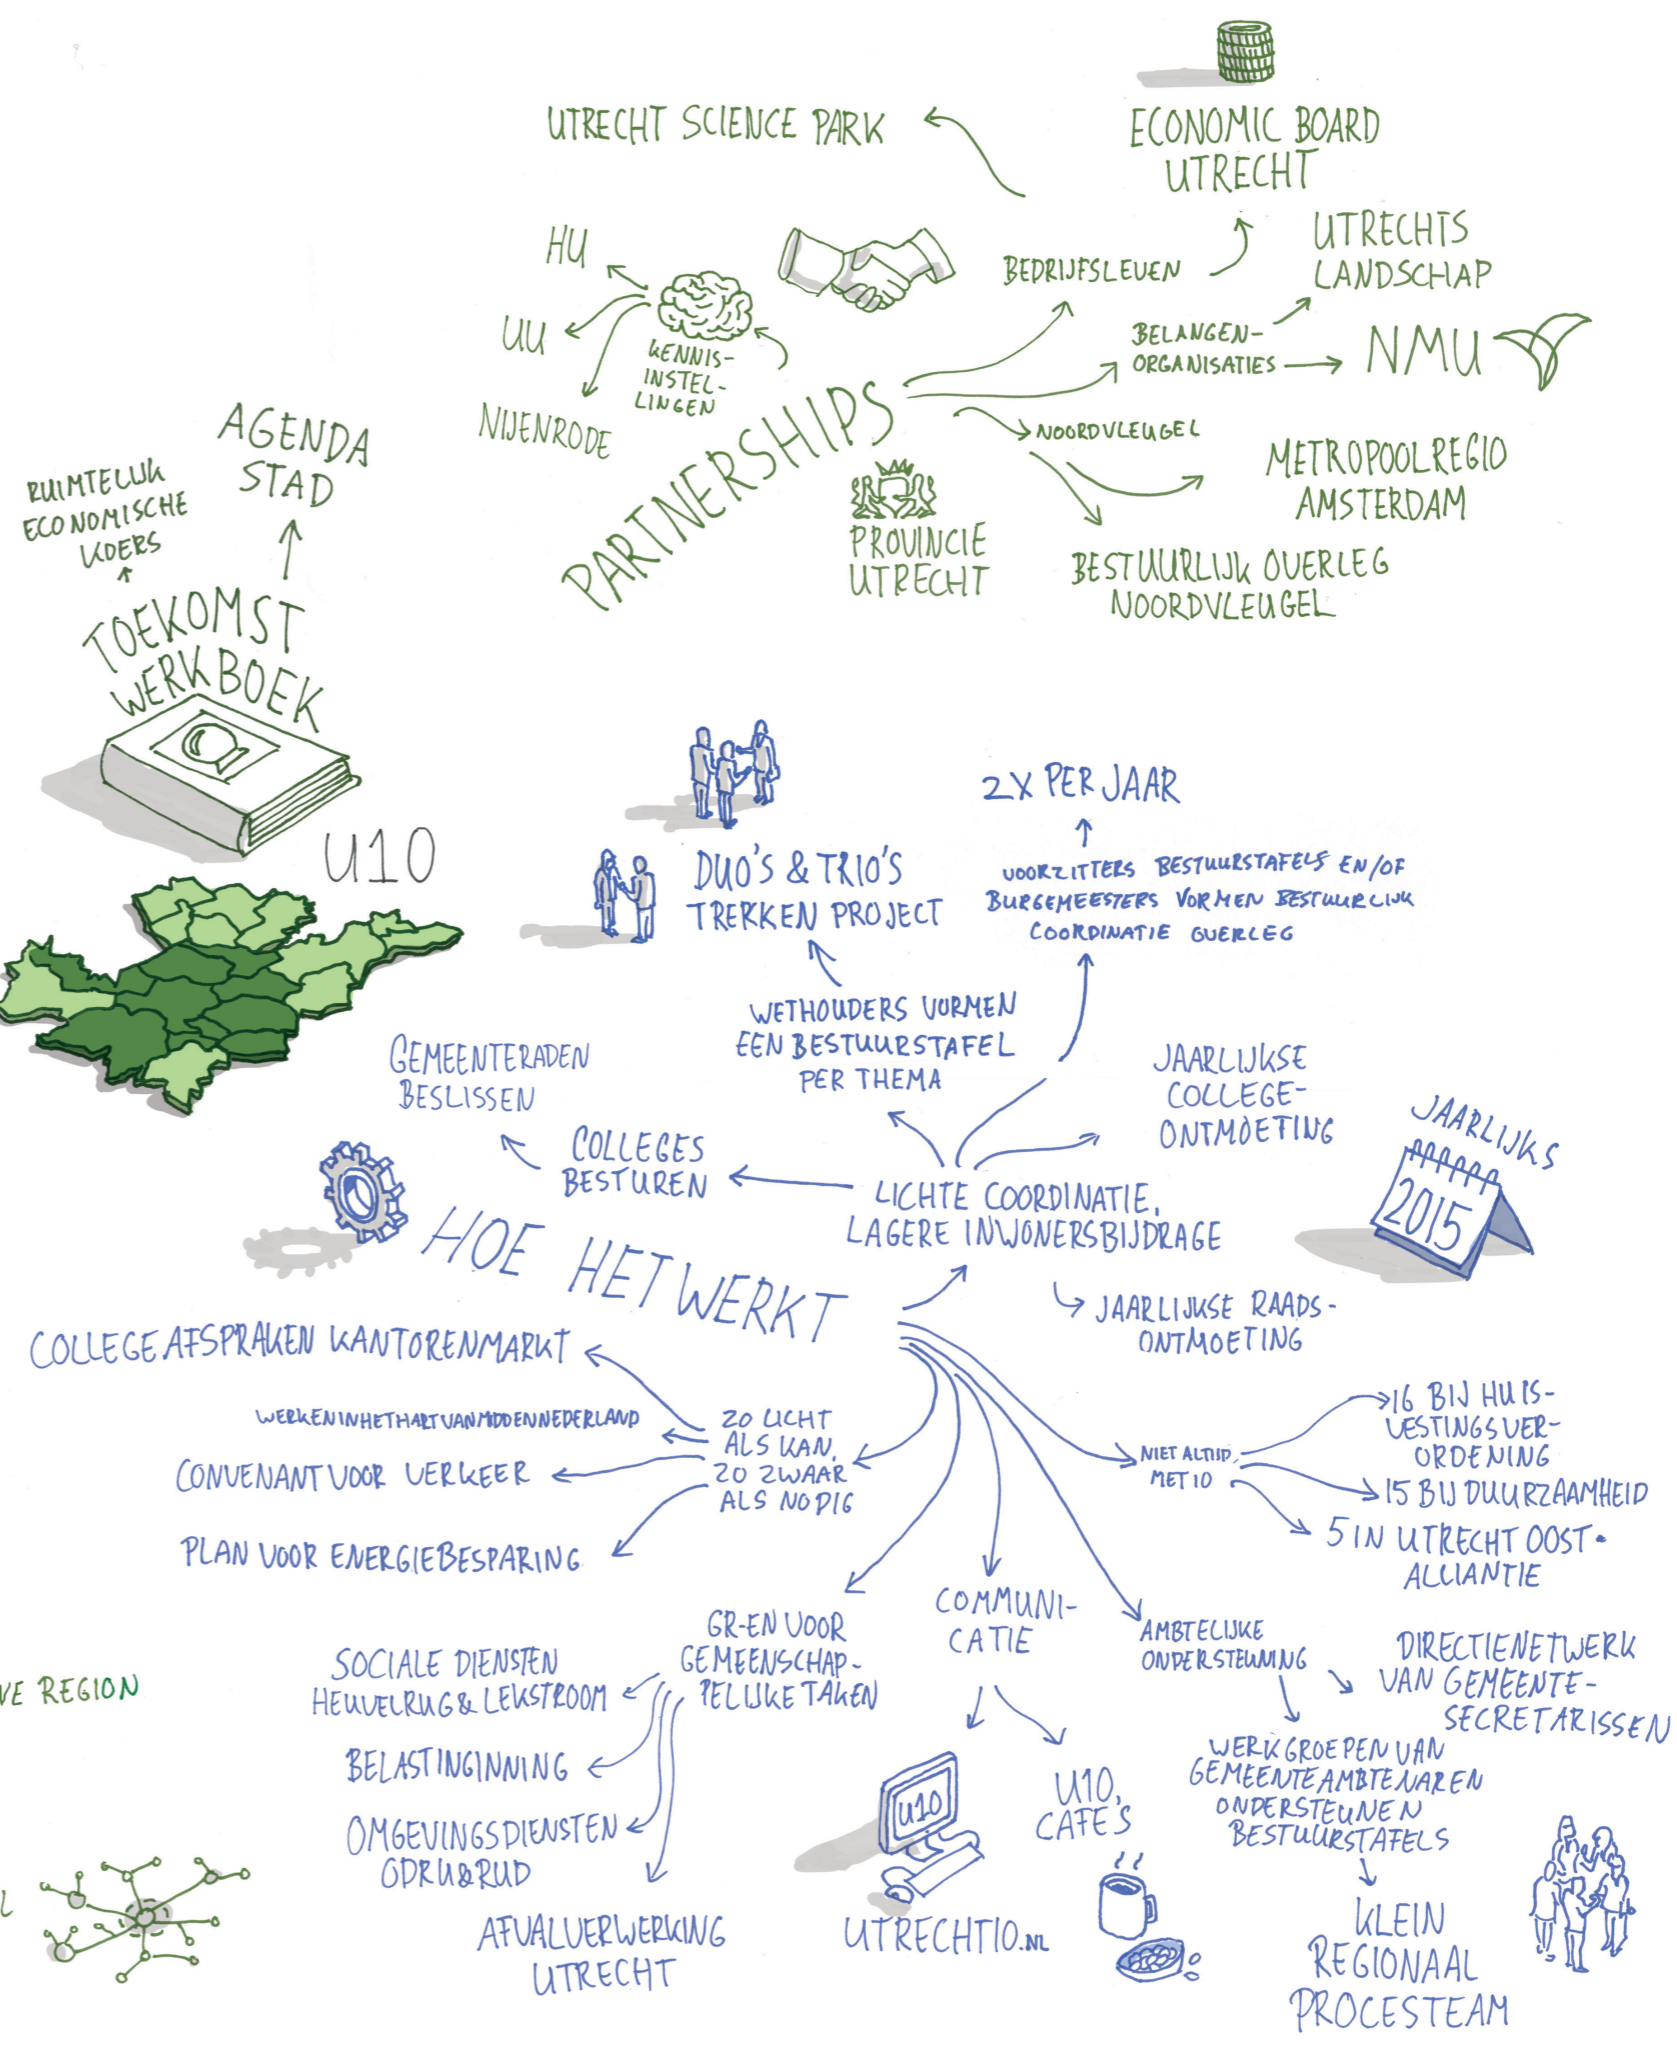 UTRECHT SCIENCE PARK
ECONOMIC BOARD
UTRECHT
HU
UU
NIJENRODE
KENNIS-
INSTEL-
LINGEN
BEDRIJFSLEVEN
UTRECHTS
LANDSCHAP
BELANGEN-
ORGANISATIES
NMU
PARTNERSHIPS
NOORDVLEUGEL
METROPOOLREGIO
AMSTERDAM
BESTUURLIJK OVERLEG
NOORDVLEUGEL
PROVINCIE
UTRECHT
AGENDA
STAD
RUIMTELIJK
ECONOMISCHE
KOERS
TOEKOMST
WERKBOEK
U10
DUO'S & TRIO'S
TREKKEN PROJECT
2X PER JAAR
VOORZITTERS BESTUURSTAFELS EN/OF
BURGEMEESTERS VORMEN BESTUURLIJK
COORDINATIE OVERLEG
WETHOUDERS VORMEN
EEN BESTUURSTAFEL
PER THEMA
GEMEENTERADEN
BESLISSEN
COLLEGES
BESTUREN
JAARLIJKSE
COLLEGE-
ONTMOETING
JAARLIJKS
2015
LICHTE COORDINATIE,
LAGERE INWONERSBIJDRAGE
HOE HET WERKT
JAARLIJKSE RAADS-
ONTMOETING
COLLEGEAFSPRAKEN KANTORENMARKT
WERKENINHETHARTVANMIDDENNEDERLAND
CONVENANT VOOR VERKEER
PLAN VOOR ENERGIEBESPARING
ZO LICHT
ALS KAN,
ZO ZWAAR
ALS NODIG
NIET ALTIJD
MET 10
16 BIJ HUIS-
VESTINGSVER-
ORDENING
15 BIJ DUURZAAMHEID
5 IN UTRECHT OOST-
ALLIANTIE
GR-EN VOOR
GEMEENSCHAP-
PELIJKE TAKEN
SOCIALE DIENSTEN
HEUVELRUG & LEKSTROOM
BELASTINGINNING
OMGEVINGSDIENSTEN
ODRU & RUD
AFVALVERWERKING
UTRECHT
COMMUNI-
CATIE
U10
UTRECHT10.NL
U10,
CAFE'S
AMBTELIJKE
ONDERSTEUNING
DIRECTIENETWERK
VAN GEMEENTE-
SECRETARISSEN
WERKGROEPEN VAN
GEMEENTEAMBTENAREN
ONDERSTEUNEN
BESTUURSTAFELS
KLEIN
REGIONAAL
PROCESTEAM
VE REGION
L